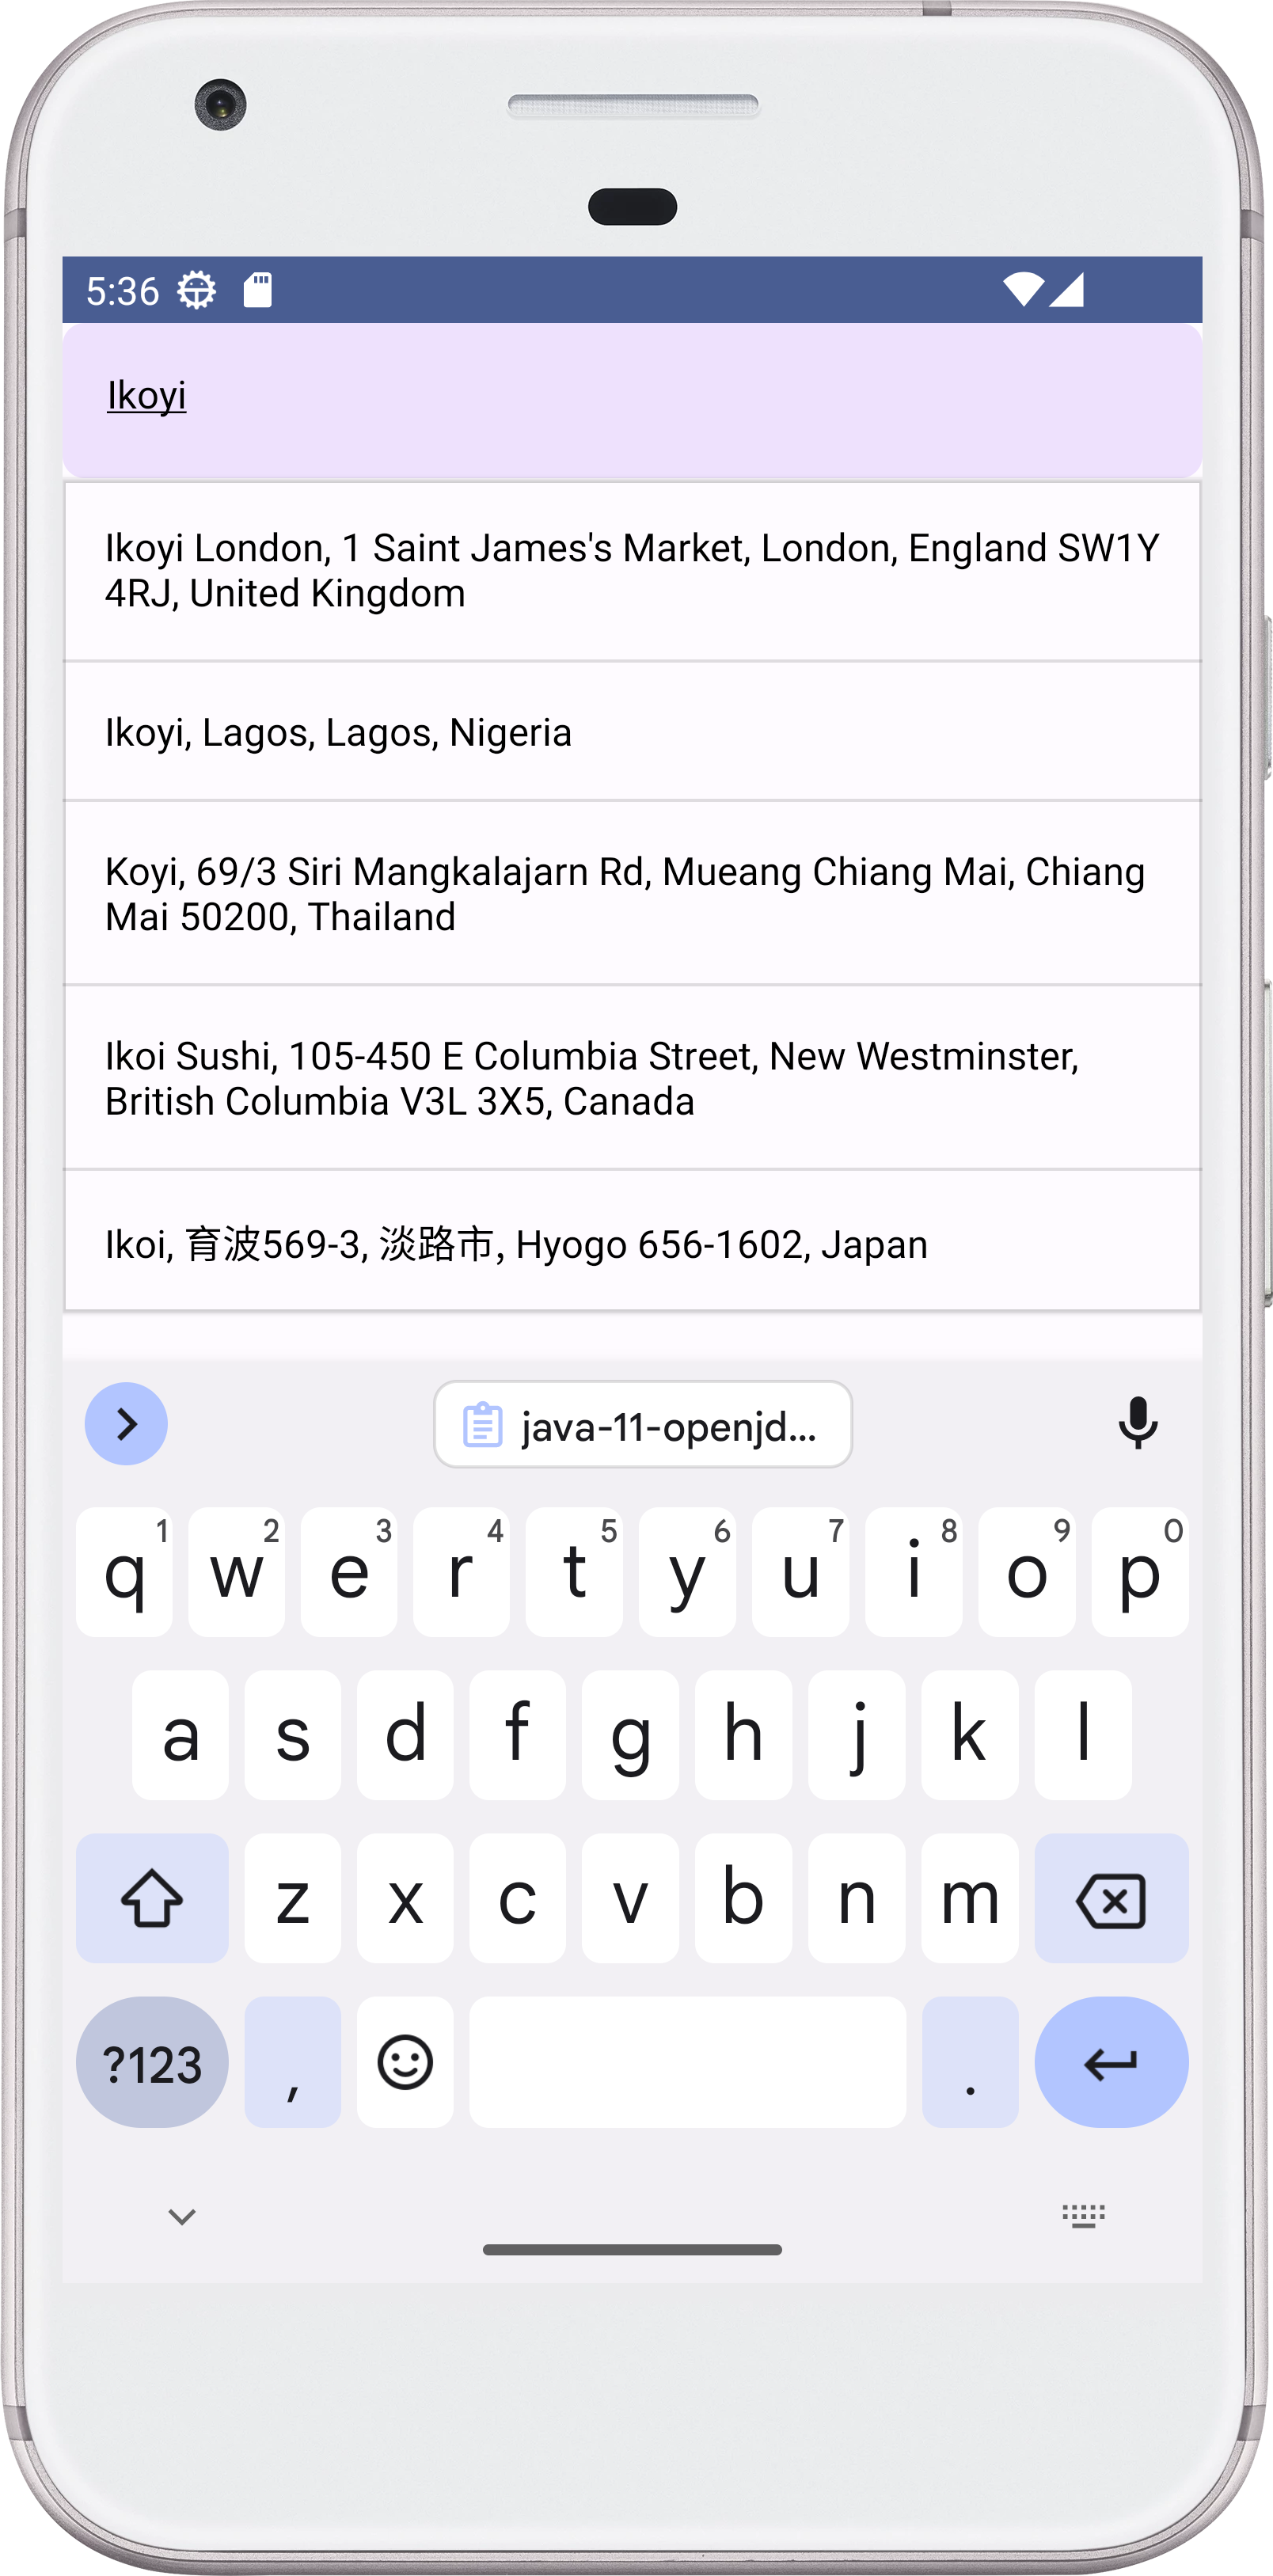 5:36
Ikoyi
Ikoyi London, 1 Saint James's Market, London, England SW1Y
4RJ, United Kingdom
Ikoyi, Lagos, Lagos, Nigeria
Koyi, 69/3 Siri Mangkalajarn Rd, Mueang Chiang Mai, Chiang
Mai 50200, Thailand
Ikoi Sushi, 105-450 E Columbia Street, New Westminster,
British Columbia V3L 3X5, Canada
Ikoi, 育波569-3, 淡路市, Hyogo 656-1602, Japan
java-11-openjd...
1 2 3 4 5 6 7 8 9 0
q w e r t y u i o p
a s d f g h j k l
z x c v b n m
?123 , .